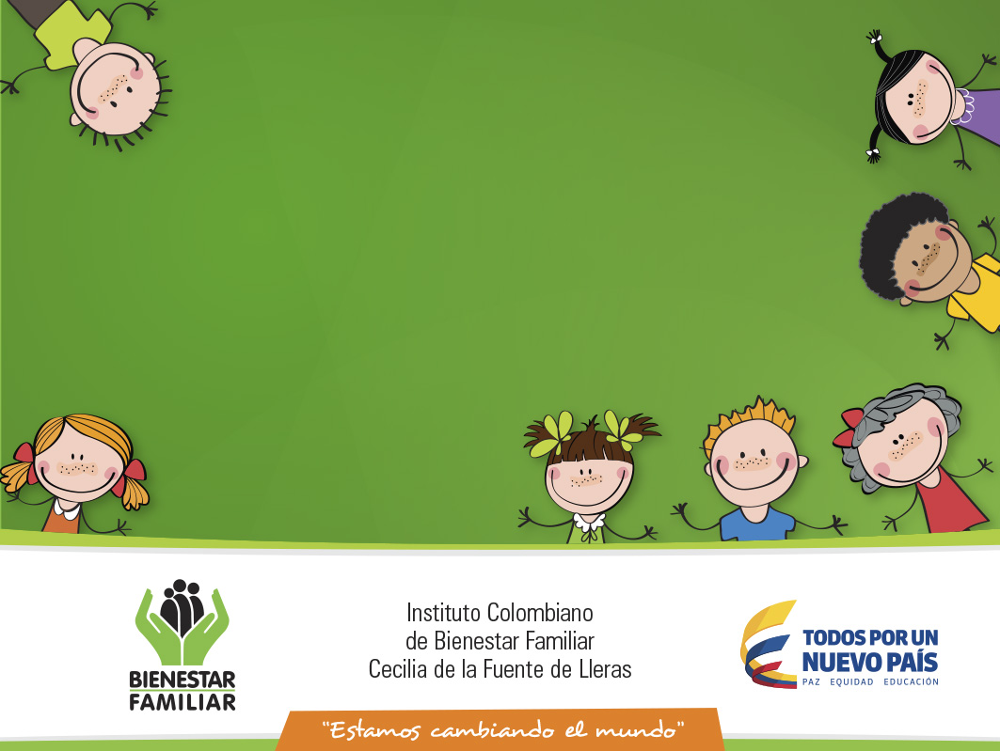 BIENESTAR
FAMILIAR
Instituto Colombiano
de Bienestar Familiar
Cecilia de la Fuente de Lleras
TODOS POR UN
NUEVO PAÍS
PAZ EQUIDAD EDUCACIÓN
"Estamos cambiando el mundo"